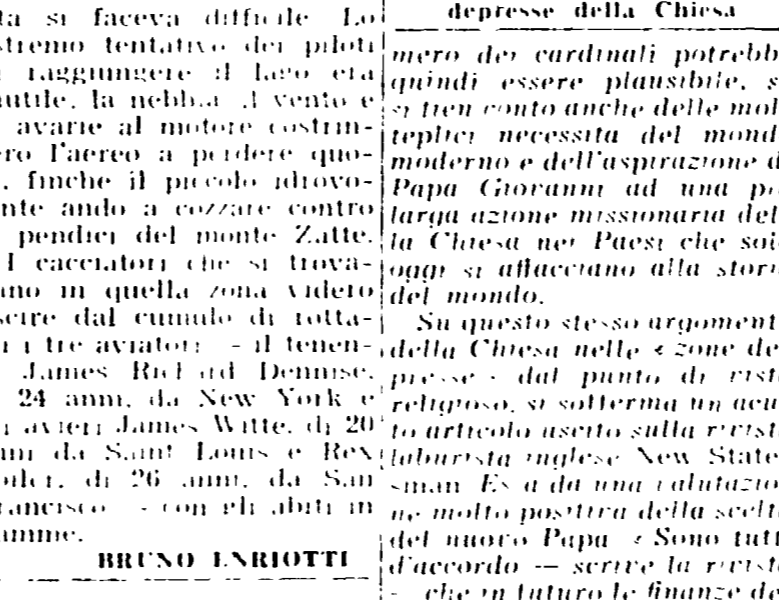 ta si faceva difficile Lo
stremo tentativo dei piloti
raggiungere il lago era
nutile, la nebbia il vento e
avarie al motore costrin-
ero l'aereo a perdere quo-
finche il piccolo idrovo-
nte ando a cozzare contro
pendici del monte Zatte.
I cacciatori che si trova-
ano in quella zona videro
scire dal cumulo di rotta-
i tre aviatori - il tenen-
James Richard Dennise,
24 anni, da New York e
avieri James Witte, di 20
nni da Saint Louis e Rex
di 26 anni, da San
rancisco - con gli abiti in
amme.
BRUNO ENRIOTTI
depresse della Chiesa
mero dei cardinali potrebb
quindi essere plausibile, s
si tien conto anche delle mol
teplici necessita del mond
moderno e dell'aspirazione d
Papa Giovanni ad una pi
larga azione missionaria del
la Chiesa nei Paesi che solo
oggi si affacciano alla stori
del mondo.
Su questo stesso argoment
della Chiesa nelle « zone de
presse - dal punto di vist
religioso, si sofferma un acu
to articolo uscito sulla rivist
laburista inglese New State
sman Es a da una valutazio
ne molto positiva della scelt
del nuovo Papa « Sono tutt
d'accordo — scrive la rivist
- che in futuro le finanze de